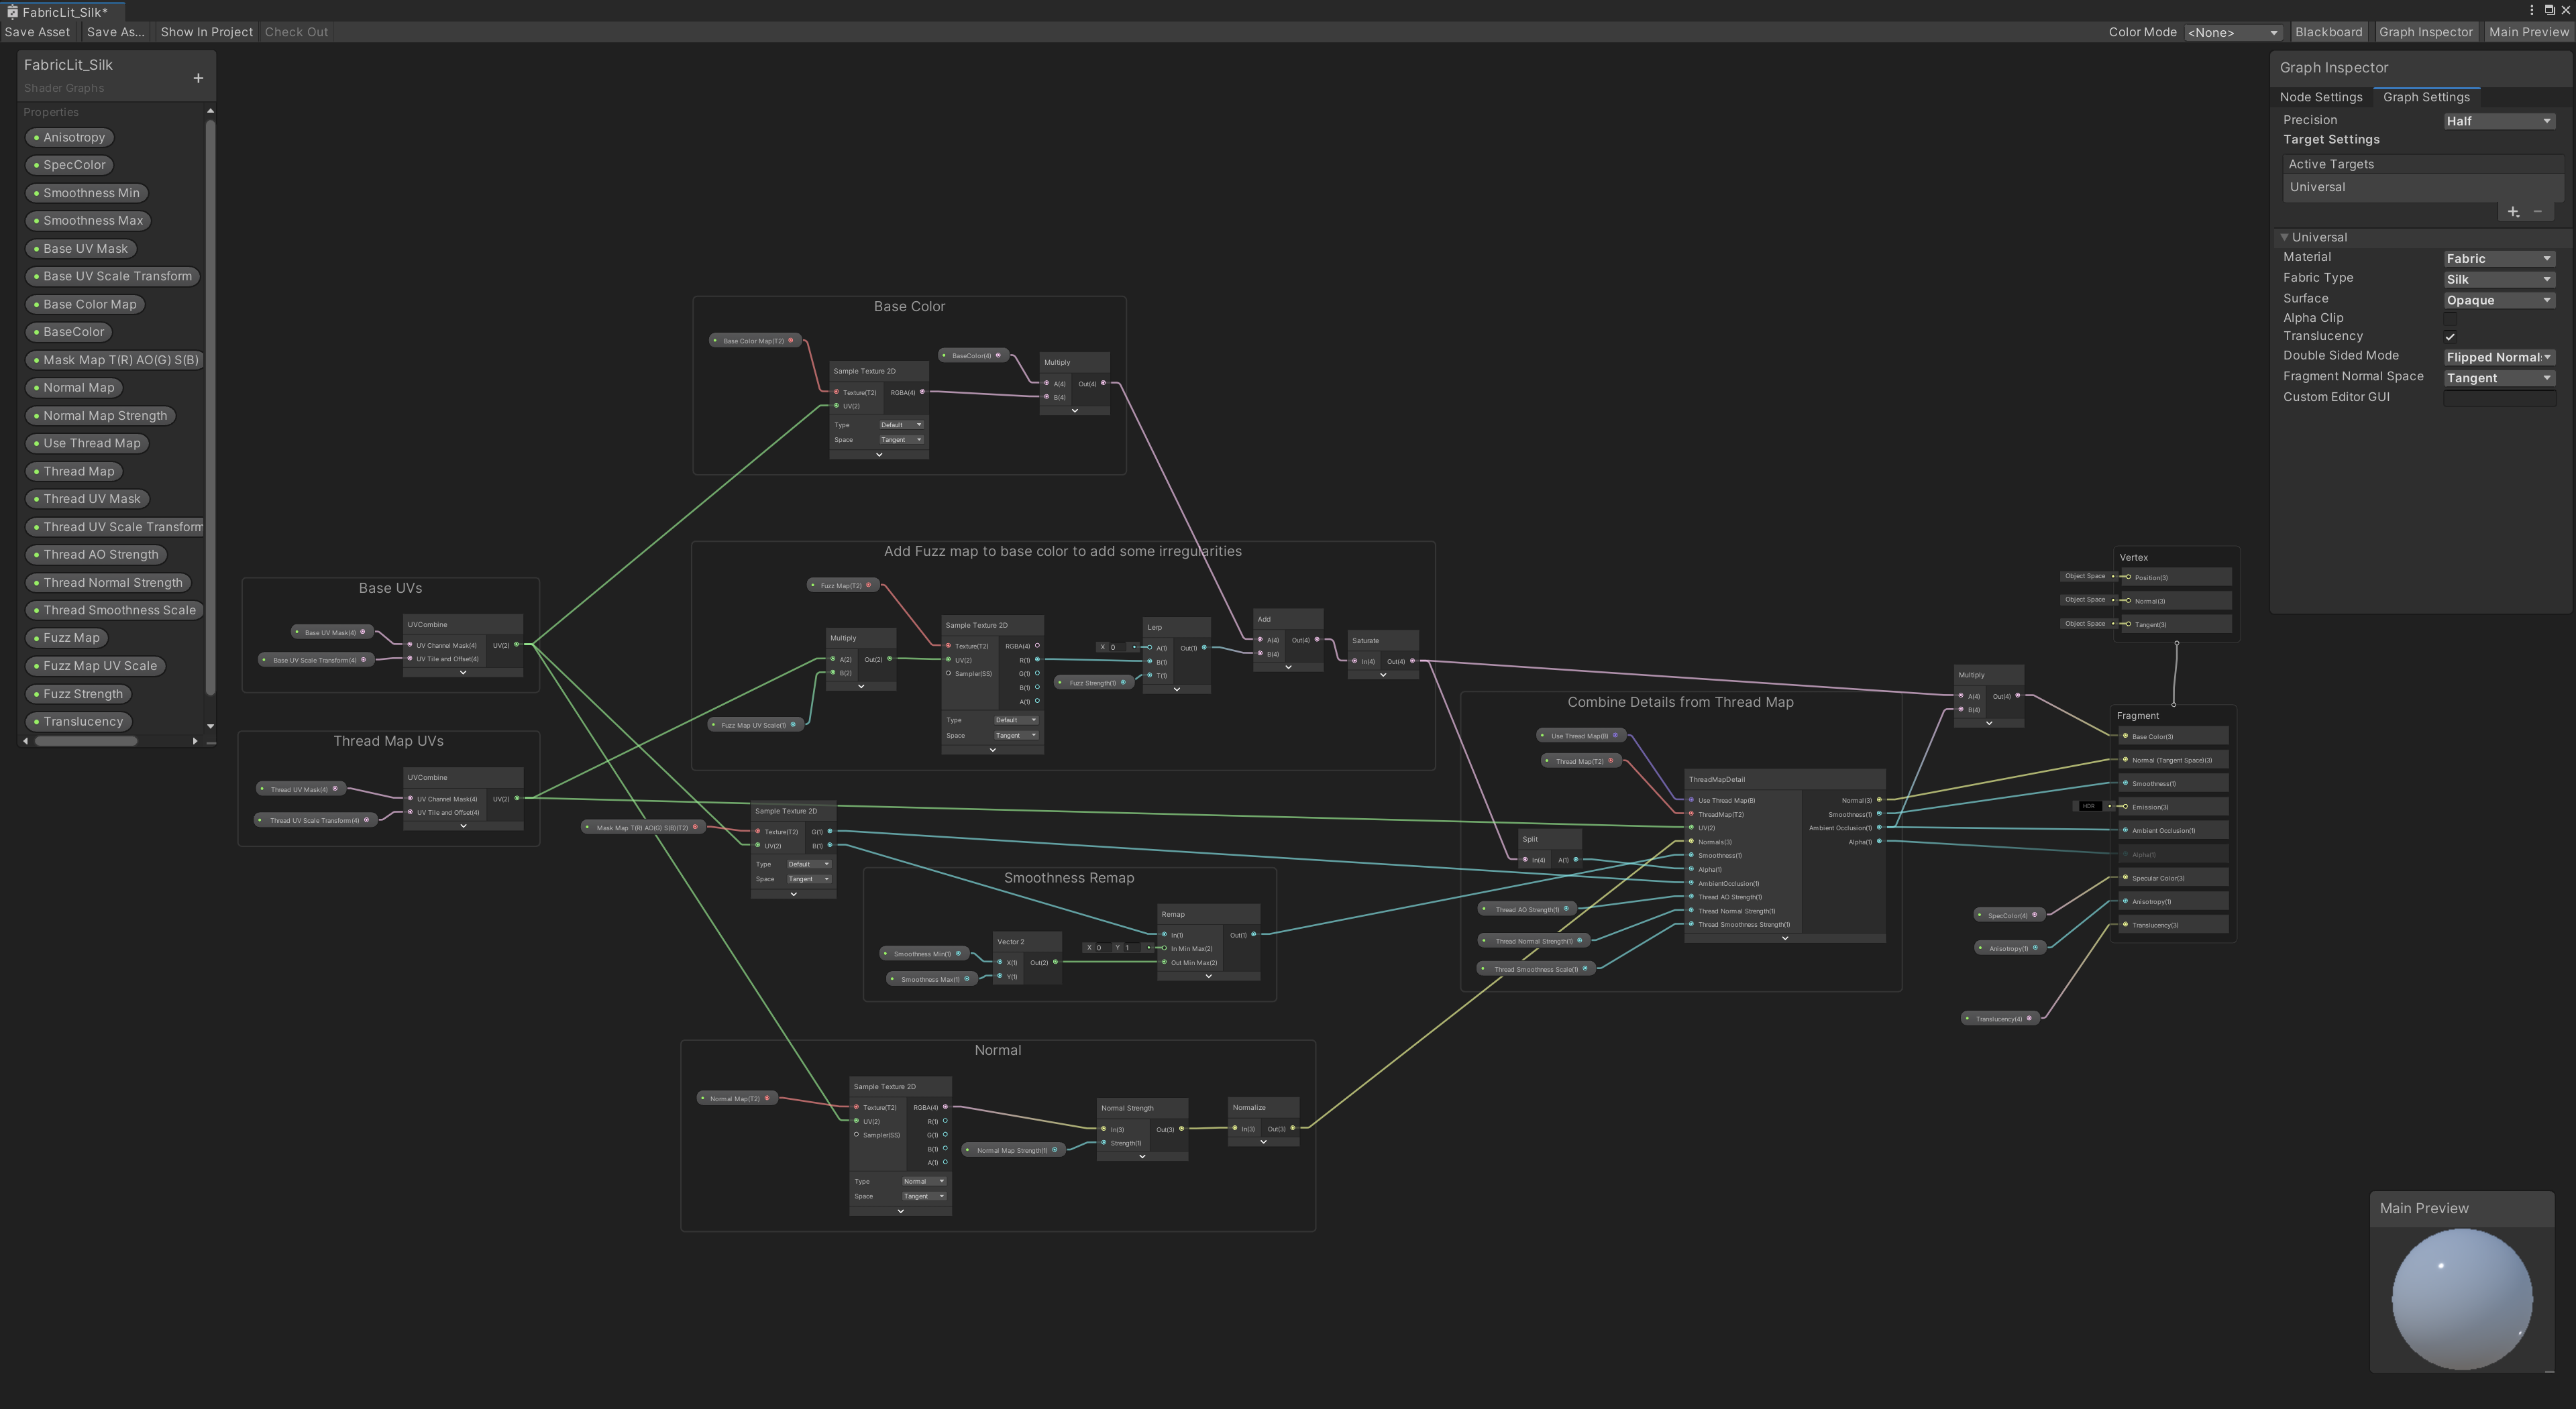 FabricLit_Silk*
Save Asset
Save As...
Show In Project
Check Out
Color Mode
<None>
Blackboard
Graph Inspector
Main Preview
FabricLit_Silk
Shader Graphs
Properties
Anisotropy
SpecColor
Smoothness Min
Smoothness Max
Base UV Mask
Base UV Scale Transform
Base Color Map
BaseColor
Mask Map T(R) AO(G) S(B)
Normal Map
Normal Map Strength
Use Thread Map
Thread Map
Thread UV Mask
Thread UV Scale Transform
Thread AO Strength
Thread Normal Strength
Thread Smoothness Scale
Fuzz Map
Fuzz Map UV Scale
Fuzz Strength
Translucency
Base UVs
Base UV Mask(4)
Base UV Scale Transform(4)
UVCombine
UV Channel Mask(4)
UV(2)
UV Tile and Offset(4)
Thread Map UVs
Thread UV Mask(4)
Thread UV Scale Transform(4)
UVCombine
UV Channel Mask(4)
UV(2)
UV Tile and Offset(4)
Base Color
Base Color Map(T2)
Sample Texture 2D
Texture(T2)
RGBA(4)
UV(2)
Type Default
Space Tangent
BaseColor(4)
Multiply
A(4)
Out(4)
B(4)
Add Fuzz map to base color to add some irregularities
Fuzz Map(T2)
Multiply
A(2)
Out(2)
B(2)
Fuzz Map UV Scale(1)
Sample Texture 2D
Texture(T2)
RGBA(4)
UV(2)
R(1)
Sampler(SS)
G(1)
B(1)
A(1)
Type Default
Space Tangent
X 0
Fuzz Strength(1)
Lerp
A(1)
Out(1)
B(1)
T(1)
Add
A(4)
Out(4)
B(4)
Saturate
In(4)
Out(4)
Mask Map T(R) AO(G) S(B)(T2)
Sample Texture 2D
Texture(T2)
G(1)
UV(2)
B(1)
Type Default
Space Tangent
Smoothness Remap
Smoothness Min(1)
Smoothness Max(1)
Vector 2
X(1)
Out(2)
Y(1)
X 0 Y 1
Remap
In(1)
Out(1)
In Min Max(2)
Out Min Max(2)
Normal
Normal Map(T2)
Sample Texture 2D
Texture(T2)
RGBA(4)
UV(2)
R(1)
Sampler(SS)
G(1)
B(1)
A(1)
Type Normal
Space Tangent
Normal Map Strength(1)
Normal Strength
In(3)
Out(3)
Strength(1)
Normalize
In(3)
Out(3)
Combine Details from Thread Map
Use Thread Map(B)
Thread Map(T2)
Split
In(4)
A(1)
Thread AO Strength(1)
Thread Normal Strength(1)
Thread Smoothness Scale(1)
ThreadMapDetail
Use Thread Map(B)
Normal(3)
ThreadMap(T2)
Smoothness(1)
UV(2)
Ambient Occlusion(1)
Normals(3)
Alpha(1)
Smoothness(1)
Alpha(1)
AmbientOcclusion(1)
Thread AO Strength(1)
Thread Normal Strength(1)
Thread Smoothness Strength(1)
Multiply
A(4)
Out(4)
B(4)
Vertex
Object Space
Position(3)
Object Space
Normal(3)
Object Space
Tangent(3)
Fragment
Base Color(3)
Normal (Tangent Space)(3)
Smoothness(1)
HDR
Emission(3)
Ambient Occlusion(1)
Alpha(1)
Specular Color(3)
Anisotropy(1)
Translucency(3)
SpecColor(4)
Anisotropy(1)
Translucency(4)
Graph Inspector
Node Settings
Graph Settings
Precision
Half
Target Settings
Active Targets
Universal
Universal
Material
Fabric
Fabric Type
Silk
Surface
Opaque
Alpha Clip
Translucency
Double Sided Mode
Flipped Normal
Fragment Normal Space
Tangent
Custom Editor GUI
Main Preview